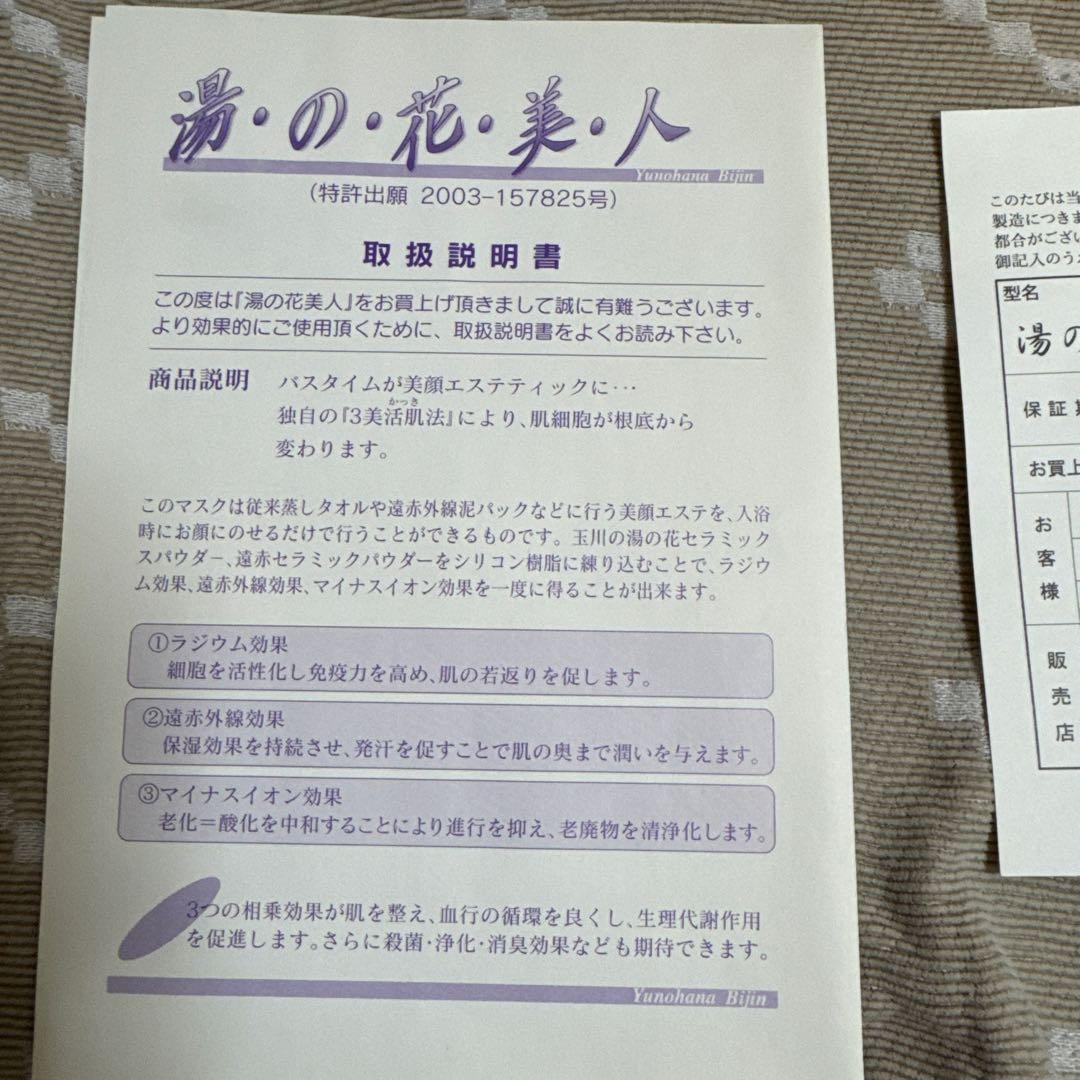 湯・の・花・美・人
Yunohana Bijin
(特許出願 2003-157825号)
取扱説明書
この度は『湯の花美人』をお買上げ頂きまして誠に有難うございます。
より効果的にご使用頂くために、取扱説明書をよくお読み下さい。
商品説明 バスタイムが美顔エステティックに・・・
かっき
独自の『3美活肌法』により、肌細胞が根底から
変わります。
このマスクは従来蒸しタオルや遠赤外線泥パックなどに行う美顔エステを、入浴
時にお顔にのせるだけで行うことができるものです。玉川の湯の花セラミック
スパウダー、遠赤セラミックパウダーをシリコン樹脂に練り込むことで、ラジウ
ム効果、遠赤外線効果、マイナスイオン効果を一度に得ることが出来ます。
①ラジウム効果
細胞を活性化し免疫力を高め、肌の若返りを促します。
②遠赤外線効果
保湿効果を持続させ、発汗を促すことで肌の奥まで潤いを与えます。
③マイナスイオン効果
老化＝酸化を中和することにより進行を抑え、老廃物を清浄化します。
3つの相乗効果が肌を整え、血行の循環を良くし、生理代謝作用
を促進します。さらに殺菌・浄化・消臭効果なども期待できます。
Yunohana Bijin
このたびは当
製造につきま
都合がござい
御記入のうえ
型名
湯の
保証期
お買上
お客様
販売店